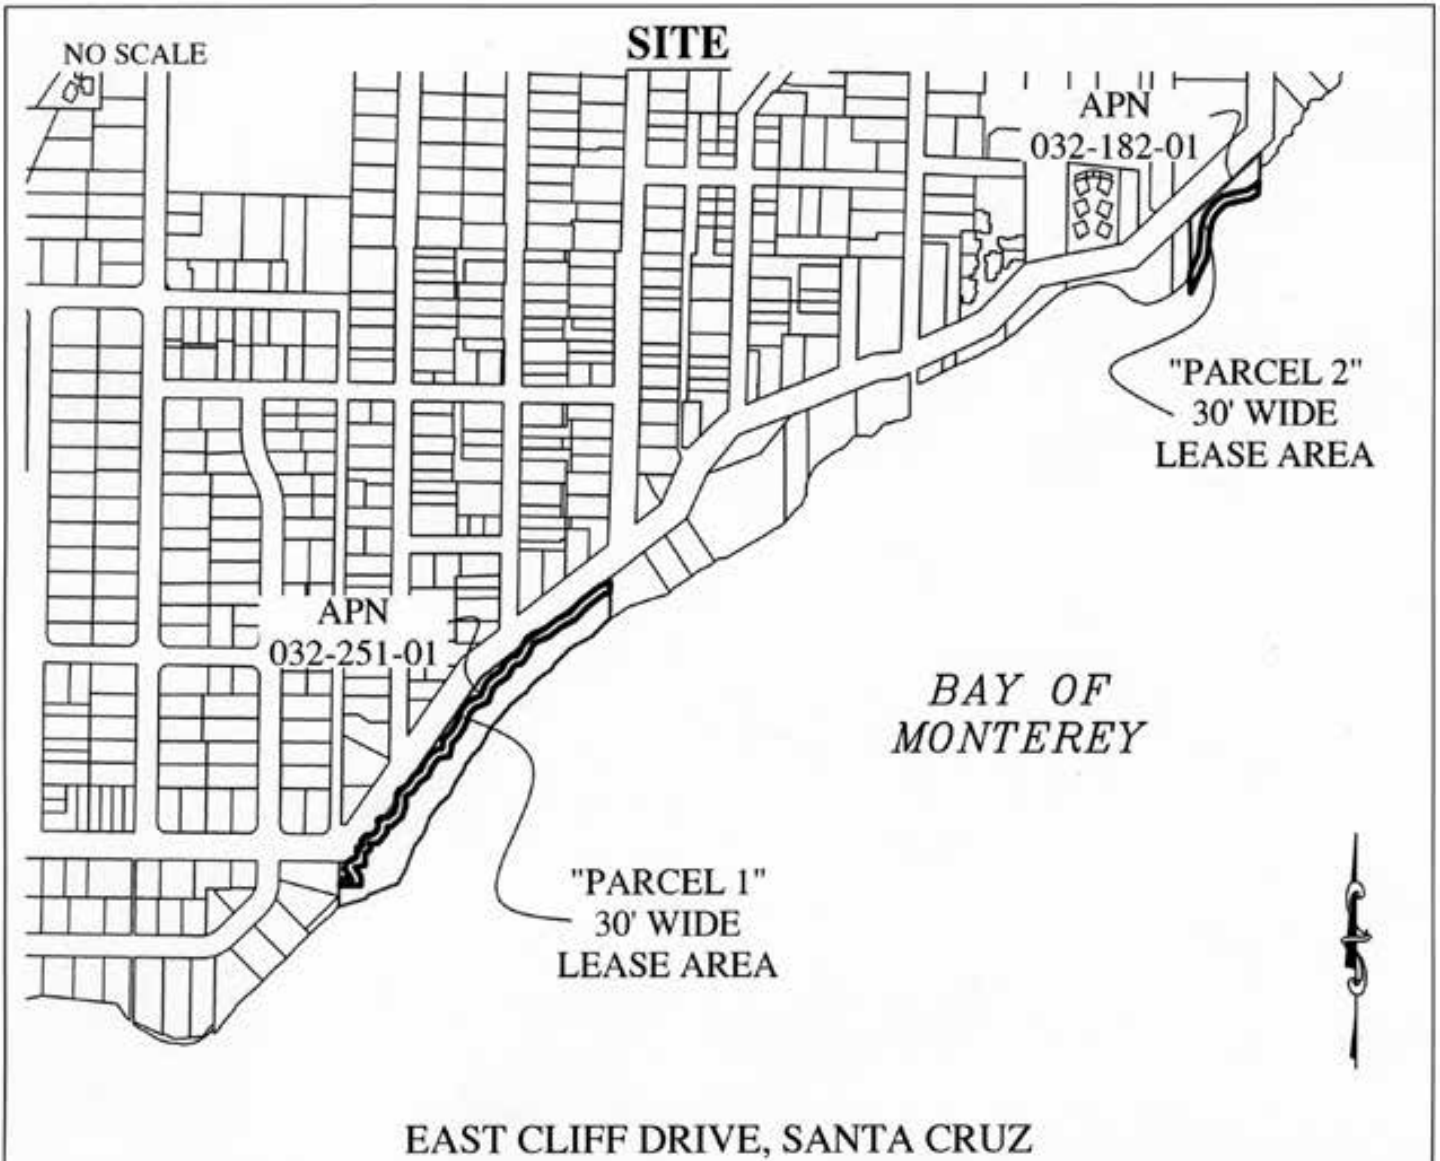 NO SCALE
SITE
APN
032-182-01
"PARCEL 2"
30' WIDE
LEASE AREA
APN
032-251-01
BAY OF
MONTEREY
"PARCEL 1"
30' WIDE
LEASE AREA
EAST CLIFF DRIVE, SANTA CRUZ